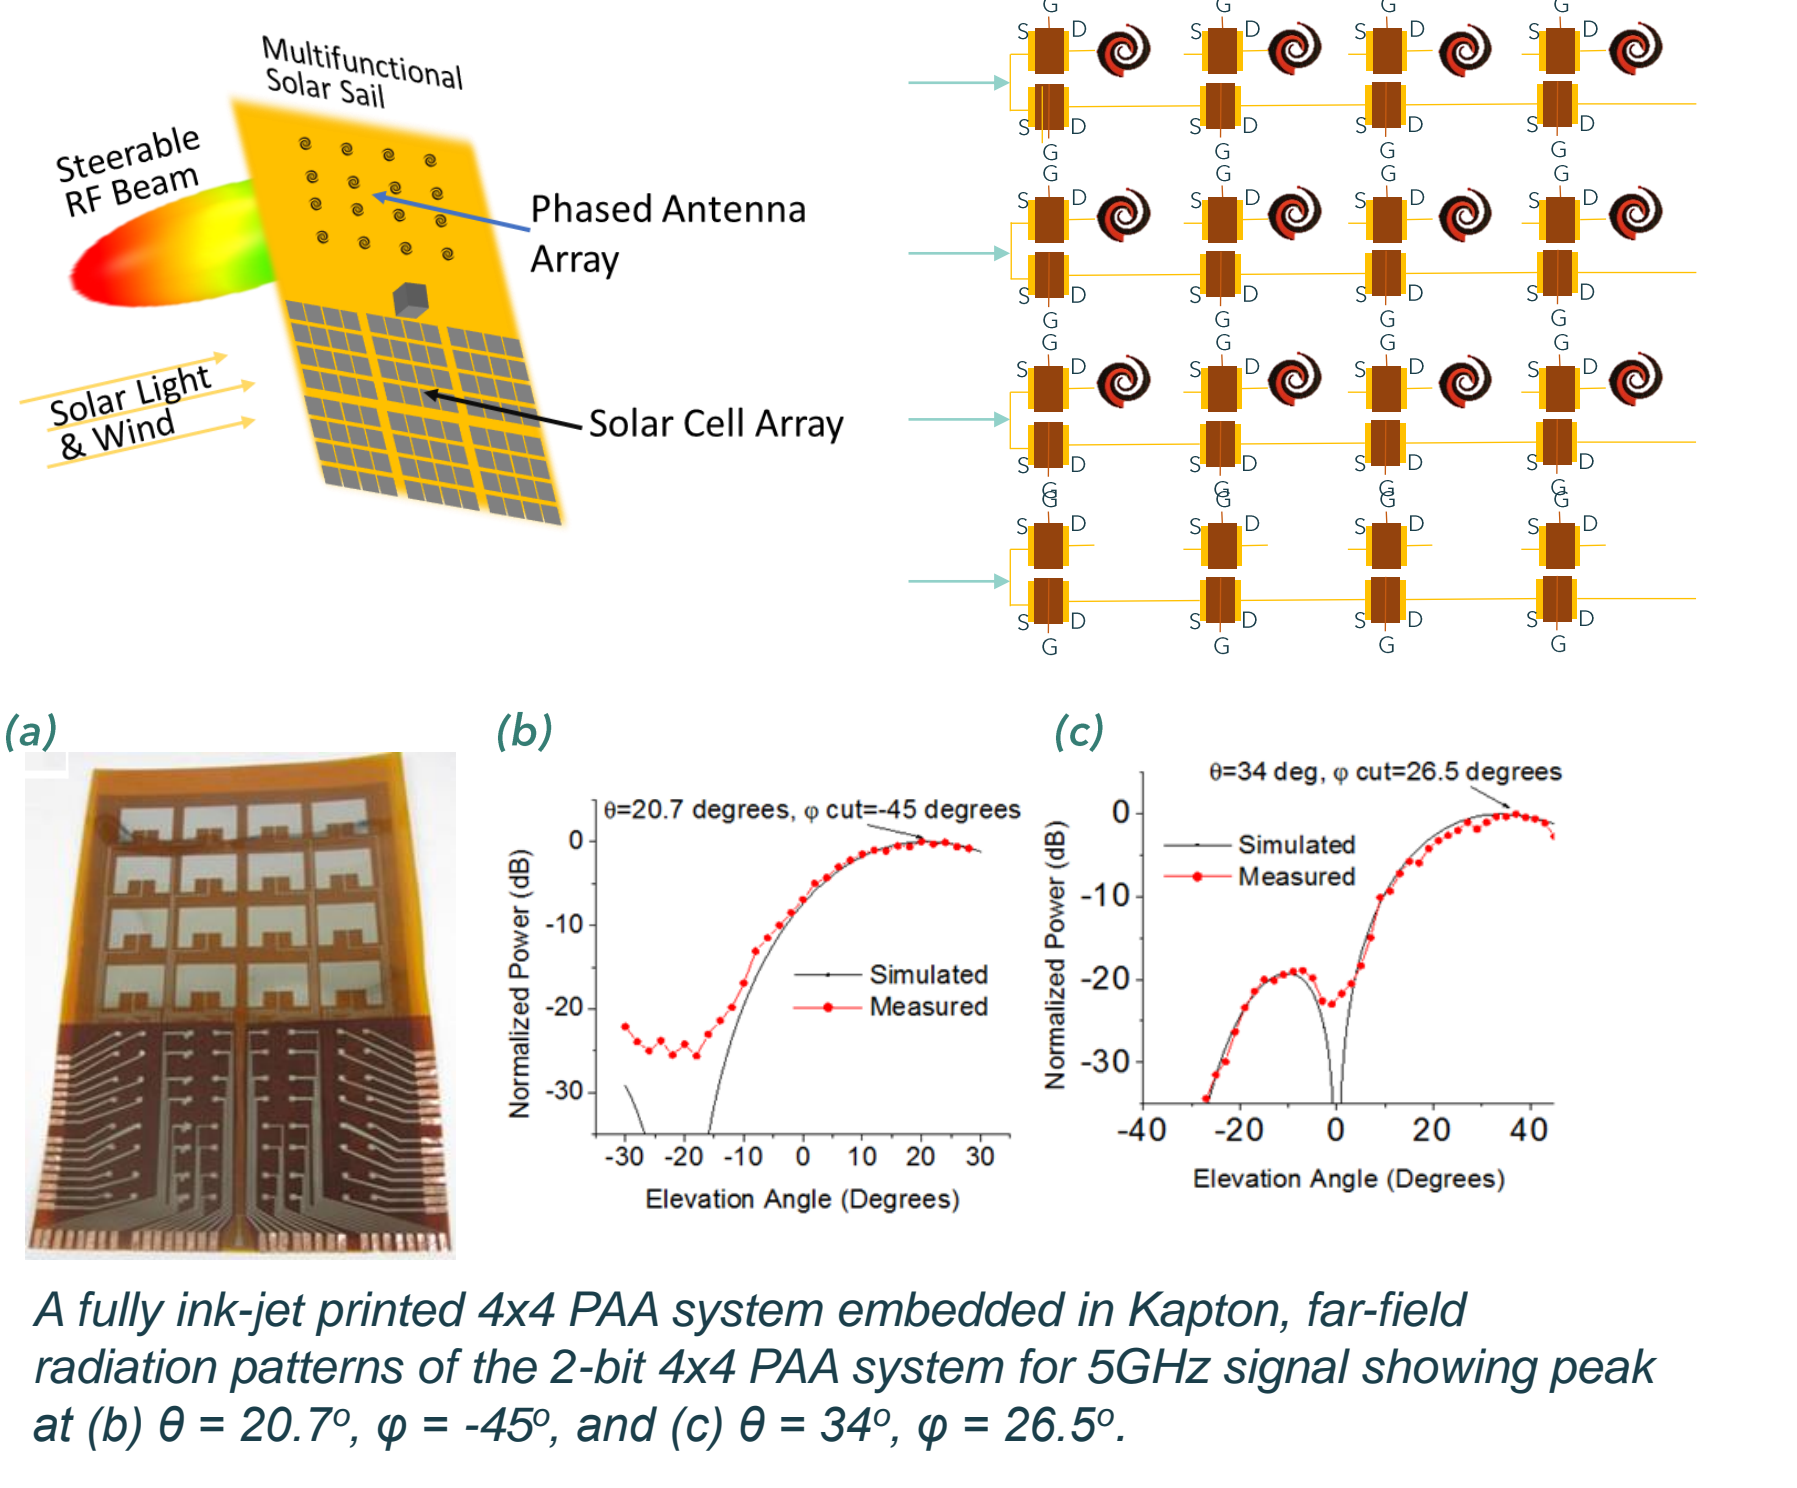 Multifunctional
Solar Sail
Steerable
RF Beam
Phased Antenna
Array
Solar Light
& Wind
Solar Cell Array
G G G G
S D S D S D S D
S D S D S D S D
G G G G
G G G G
S D S D S D S D
S D S D S D S D
G G G G
G G G G
S D S D S D S D
S D S D S D S D
G G G G
G G G
S D S D S D S D
S D S D S D S D
G G G G
(a)
(b)
θ=20.7 degrees, φ cut=-45 degrees
Normalized Power (dB)
0
-10
-20
-30
Simulated
Measured
-30 -20 -10 0 10 20 30
Elevation Angle (Degrees)
(c)
θ=34 deg, φ cut=26.5 degrees
Normalized Power (dB)
0
-10
-20
-30
Simulated
Measured
-40 -20 0 20 40
Elevation Angle (Degrees)
A fully ink-jet printed 4x4 PAA system embedded in Kapton, far-field
radiation patterns of the 2-bit 4x4 PAA system for 5GHz signal showing peak
at (b) θ = 20.7º, φ = -45º, and (c) θ = 34º, φ = 26.5º.